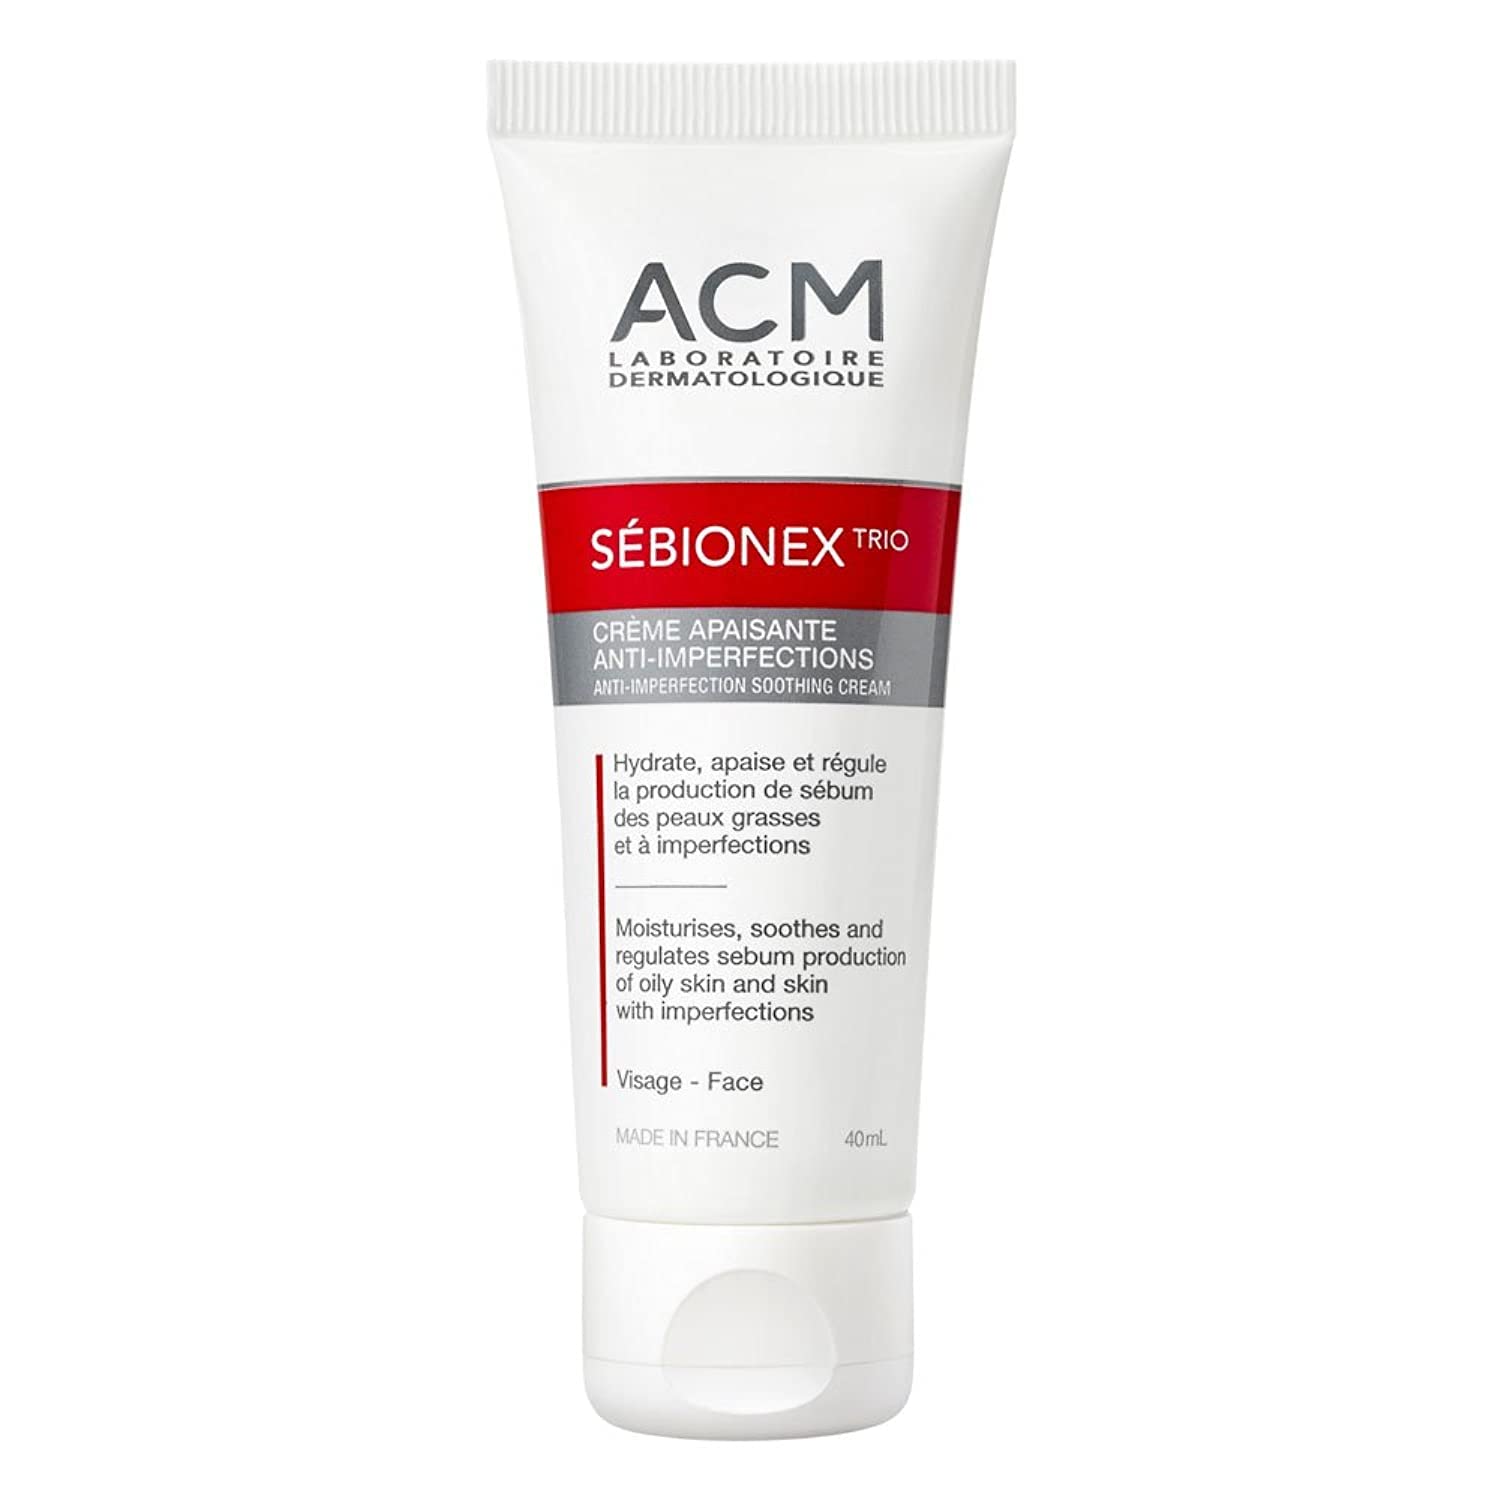 ACM
LABORATOIRE
DERMATOLOGIQUE
SÉBIONEX TRIO
CRÈME APAISANTE
ANTI-IMPERFECTIONS
ANTI-IMPERFECTION SOOTHING CREAM
Hydrate, apaise et régule
la production de sébum
des peaux grasses
et à imperfections
Moisturises, soothes and
regulates sebum production
of oily skin and skin
with imperfections
Visage - Face
MADE IN FRANCE 40mL